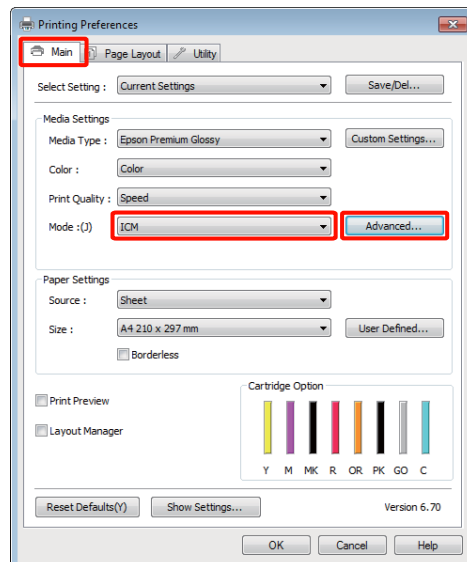 Printing Preferences
Main Page Layout Utility
Select Setting : Current Settings Save/Del...
Media Settings
Media Type : Epson Premium Glossy Custom Settings...
Color : Color
Print Quality : Speed
Mode :(J) ICM Advanced...
Paper Settings
Source : Sheet
Size : A4 210 x 297 mm User Defined...
Borderless
Cartridge Option
Print Preview
Layout Manager
Y M MK R OR PK GO C
Reset Defaults(Y) Show Settings... Version 6.70
OK Cancel Help